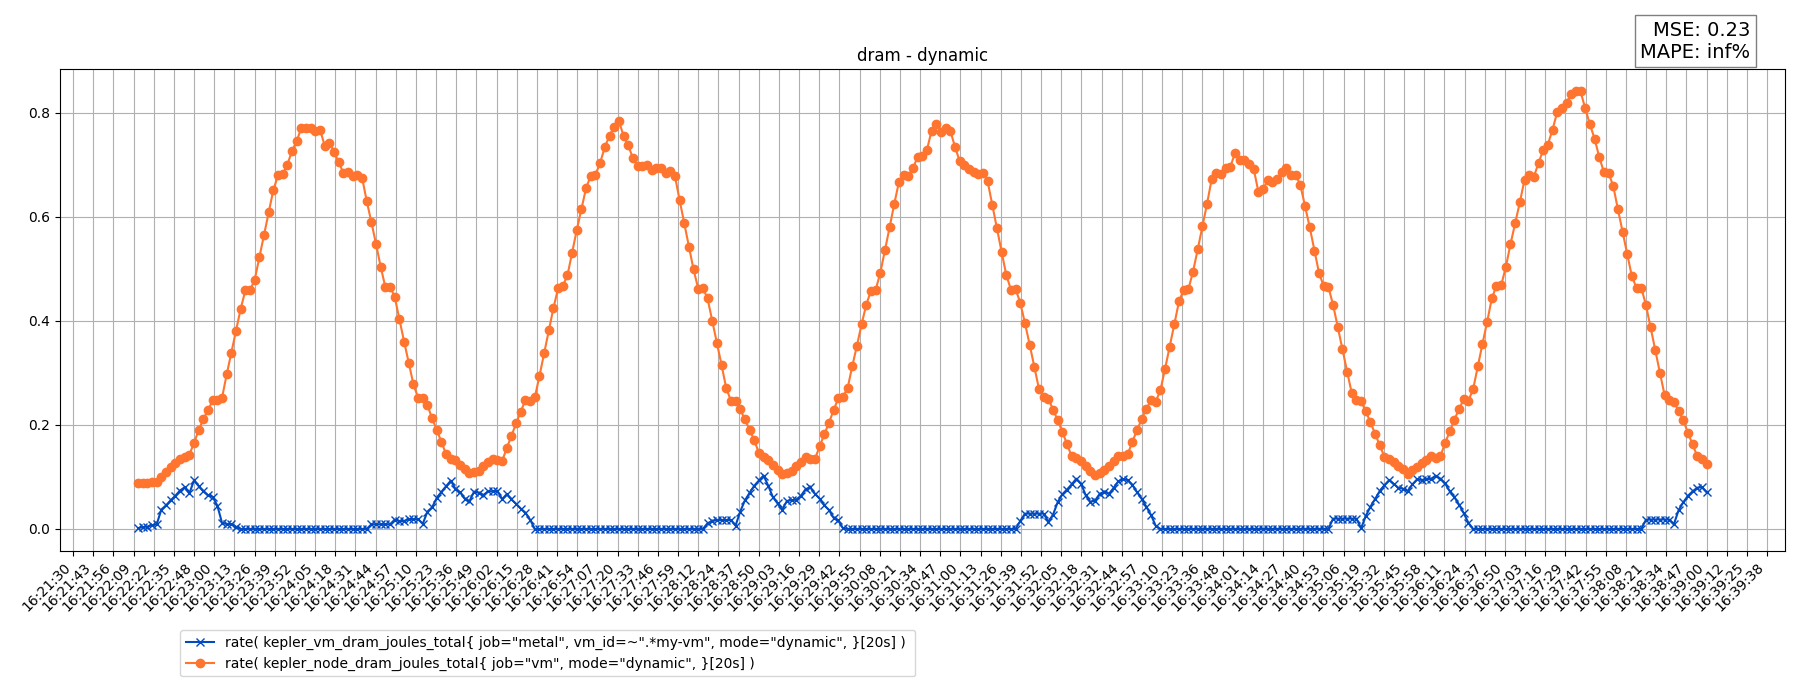 MSE: 0.23
MAPE: inf%
dram - dynamic
0.8
0.6
0.4
0.2
0.0
16:21:30 16:21:43 16:21:56 16:22:09 16:22:22 16:22:35 16:22:48 16:23:00 16:23:13 16:23:26 16:23:39 16:23:52 16:24:05 16:24:18 16:24:31 16:24:44 16:24:57 16:25:10 16:25:23 16:25:36 16:25:49 16:26:02 16:26:15 16:26:28 16:26:41 16:26:54 16:27:07 16:27:20 16:27:33 16:27:46 16:27:59 16:28:12 16:28:24 16:28:37 16:28:50 16:29:03 16:29:16 16:29:29 16:29:42 16:29:55 16:30:08 16:30:21 16:30:34 16:30:47 16:31:00 16:31:13 16:31:26 16:31:39 16:31:52 16:32:05 16:32:18 16:32:31 16:32:44 16:32:57 16:33:10 16:33:23 16:33:36 16:33:48 16:34:01 16:34:14 16:34:27 16:34:40 16:34:53 16:35:06 16:35:19 16:35:32 16:35:45 16:35:58 16:36:11 16:36:24 16:36:37 16:36:50 16:37:03 16:37:16 16:37:29 16:37:42 16:37:55 16:38:08 16:38:21 16:38:34 16:38:47 16:39:00 16:39:12 16:39:25 16:39:38
rate( kepler_vm_dram_joules_total{ job="metal", vm_id=~".*my-vm", mode="dynamic", }[20s] )
rate( kepler_node_dram_joules_total{ job="vm", mode="dynamic", }[20s] )